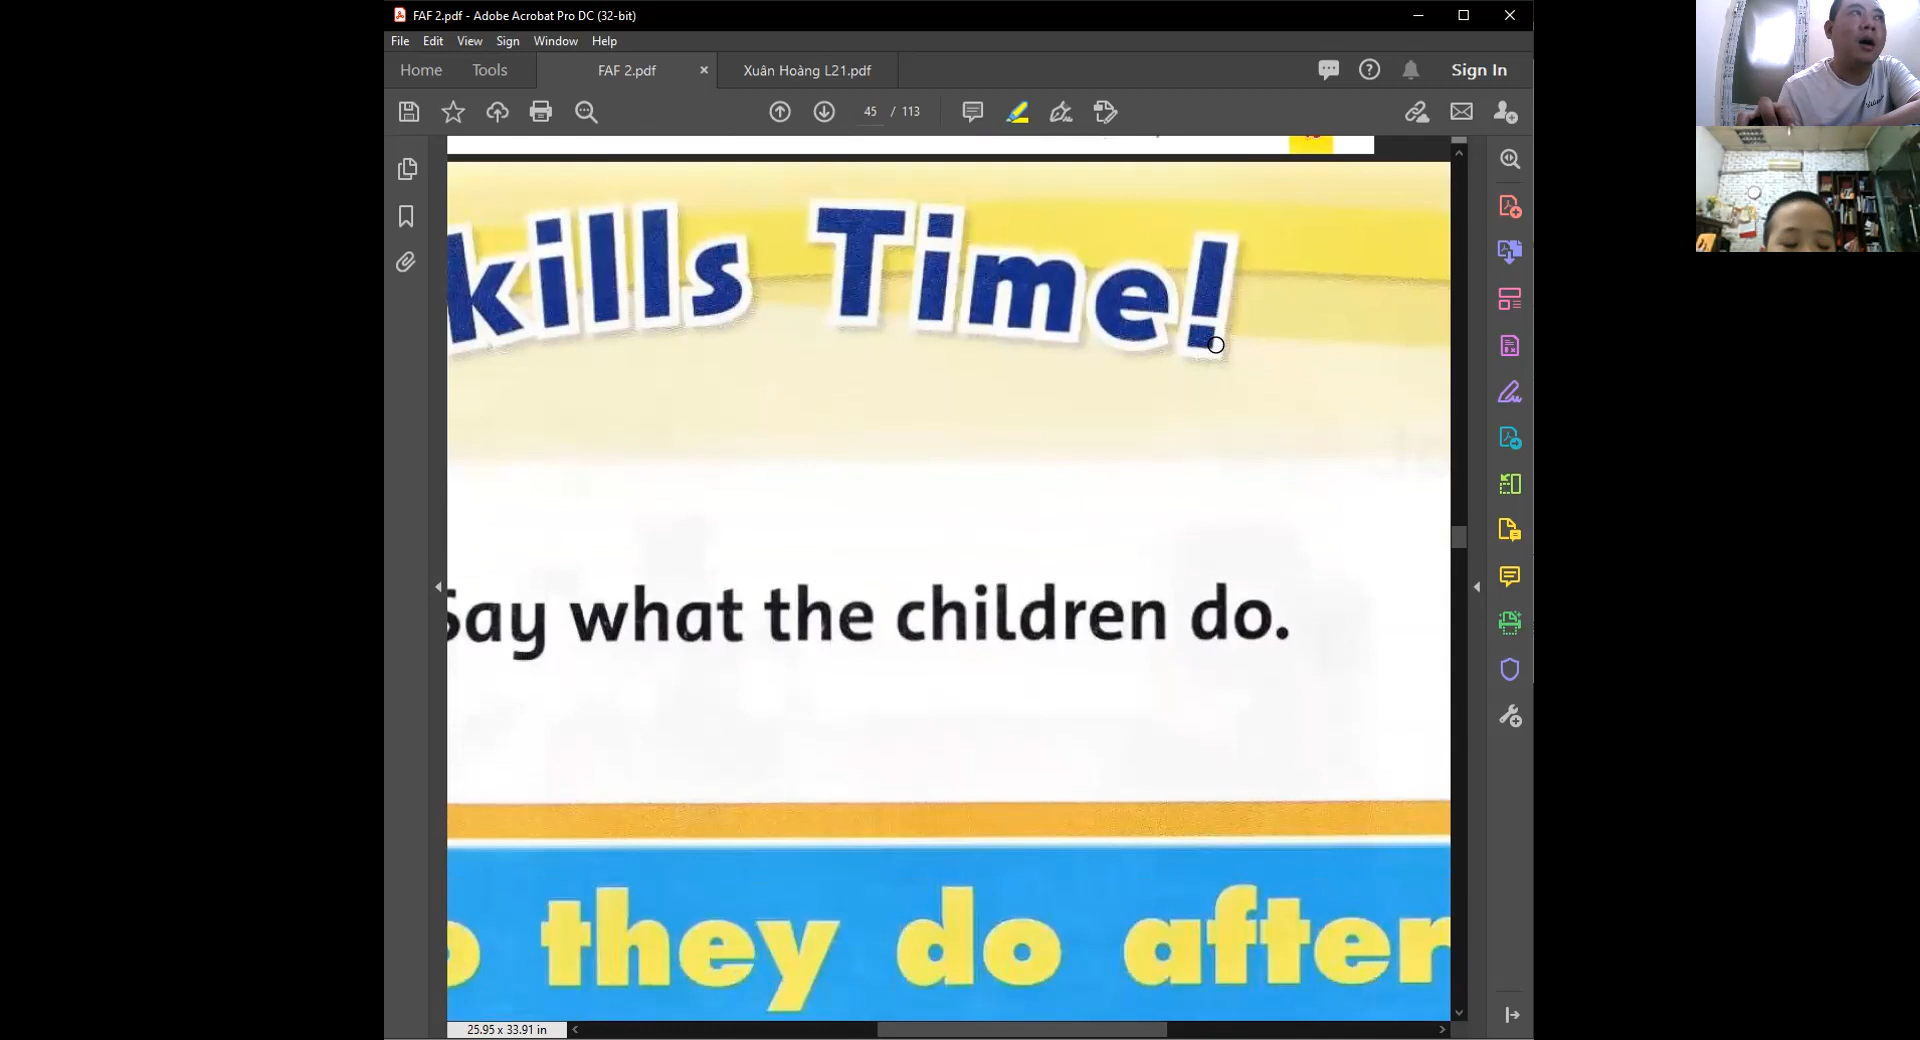 FAF 2.pdf - Adobe Acrobat Pro DC (32-bit)
File Edit View Sign Window Help
Home Tools FAF 2.pdf Xuân Hoàng L21.pdf Sign In
45 / 113
kills Time!
Say what the children do.
o they do after
25.95 x 33.91 in